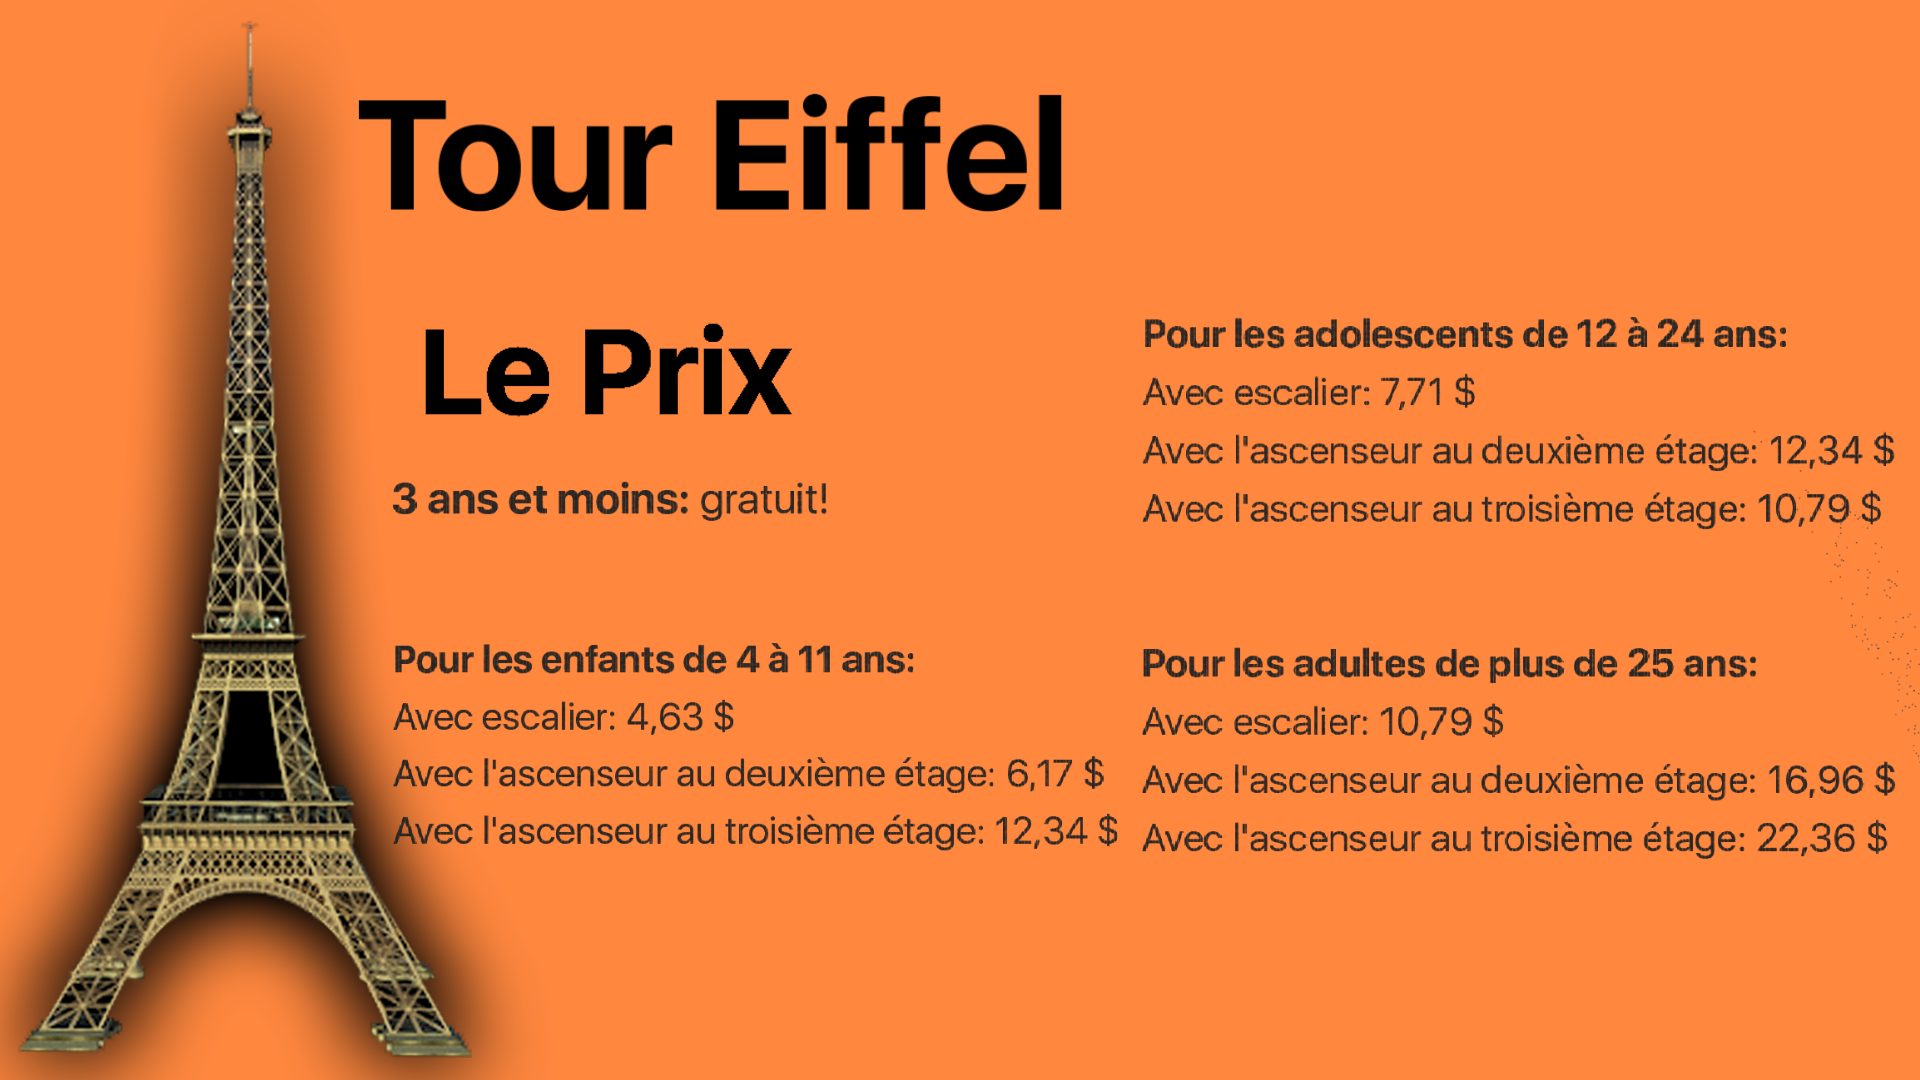 Tour Eiffel
Le Prix
3 ans et moins: gratuit!
Pour les enfants de 4 à 11 ans:
Avec escalier: 4,63 $
Avec l'ascenseur au deuxième étage: 6,17 $
Avec l'ascenseur au troisième étage: 12,34 $
Pour les adolescents de 12 à 24 ans:
Avec escalier: 7,71 $
Avec l'ascenseur au deuxième étage: 12,34 $
Avec l'ascenseur au troisième étage: 10,79 $
Pour les adultes de plus de 25 ans:
Avec escalier: 10,79 $
Avec l'ascenseur au deuxième étage: 16,96 $
Avec l'ascenseur au troisième étage: 22,36 $